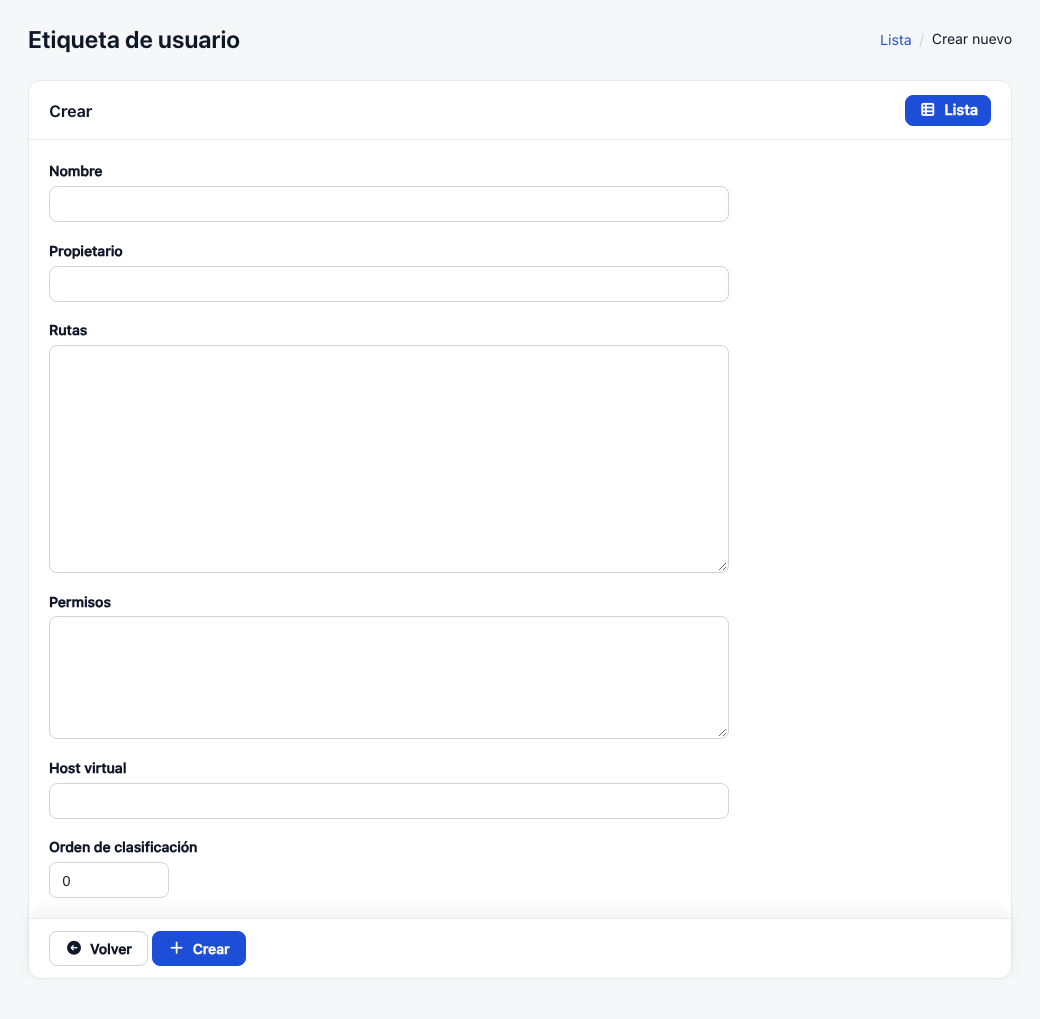 Etiqueta de usuario
Lista / Crear nuevo
Crear
Lista
Nombre
Propietario
Rutas
Permisos
Host virtual
Orden de clasificación
0
Volver
Crear